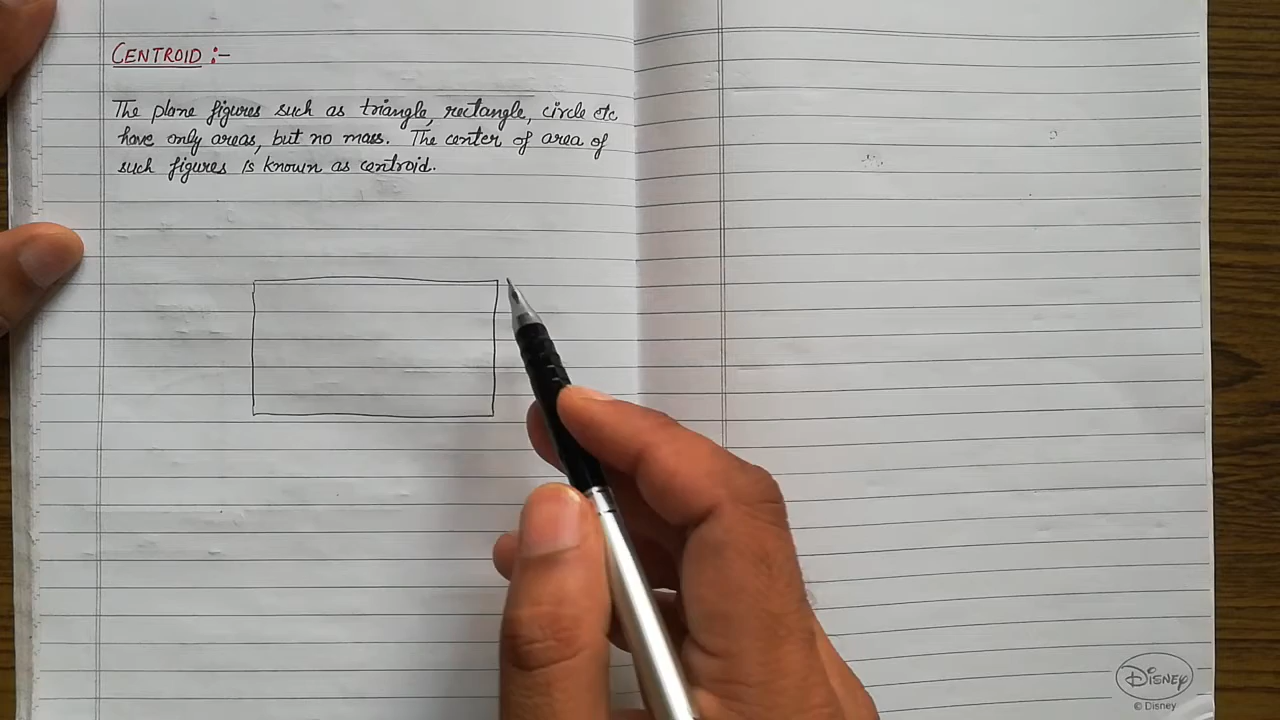 CENTROID :-
The plane figures such as triangle, rectangle, circle etc
have only areas, but no mass. The center of area of
such figures is known as centroid.
DISNEY
© Disney